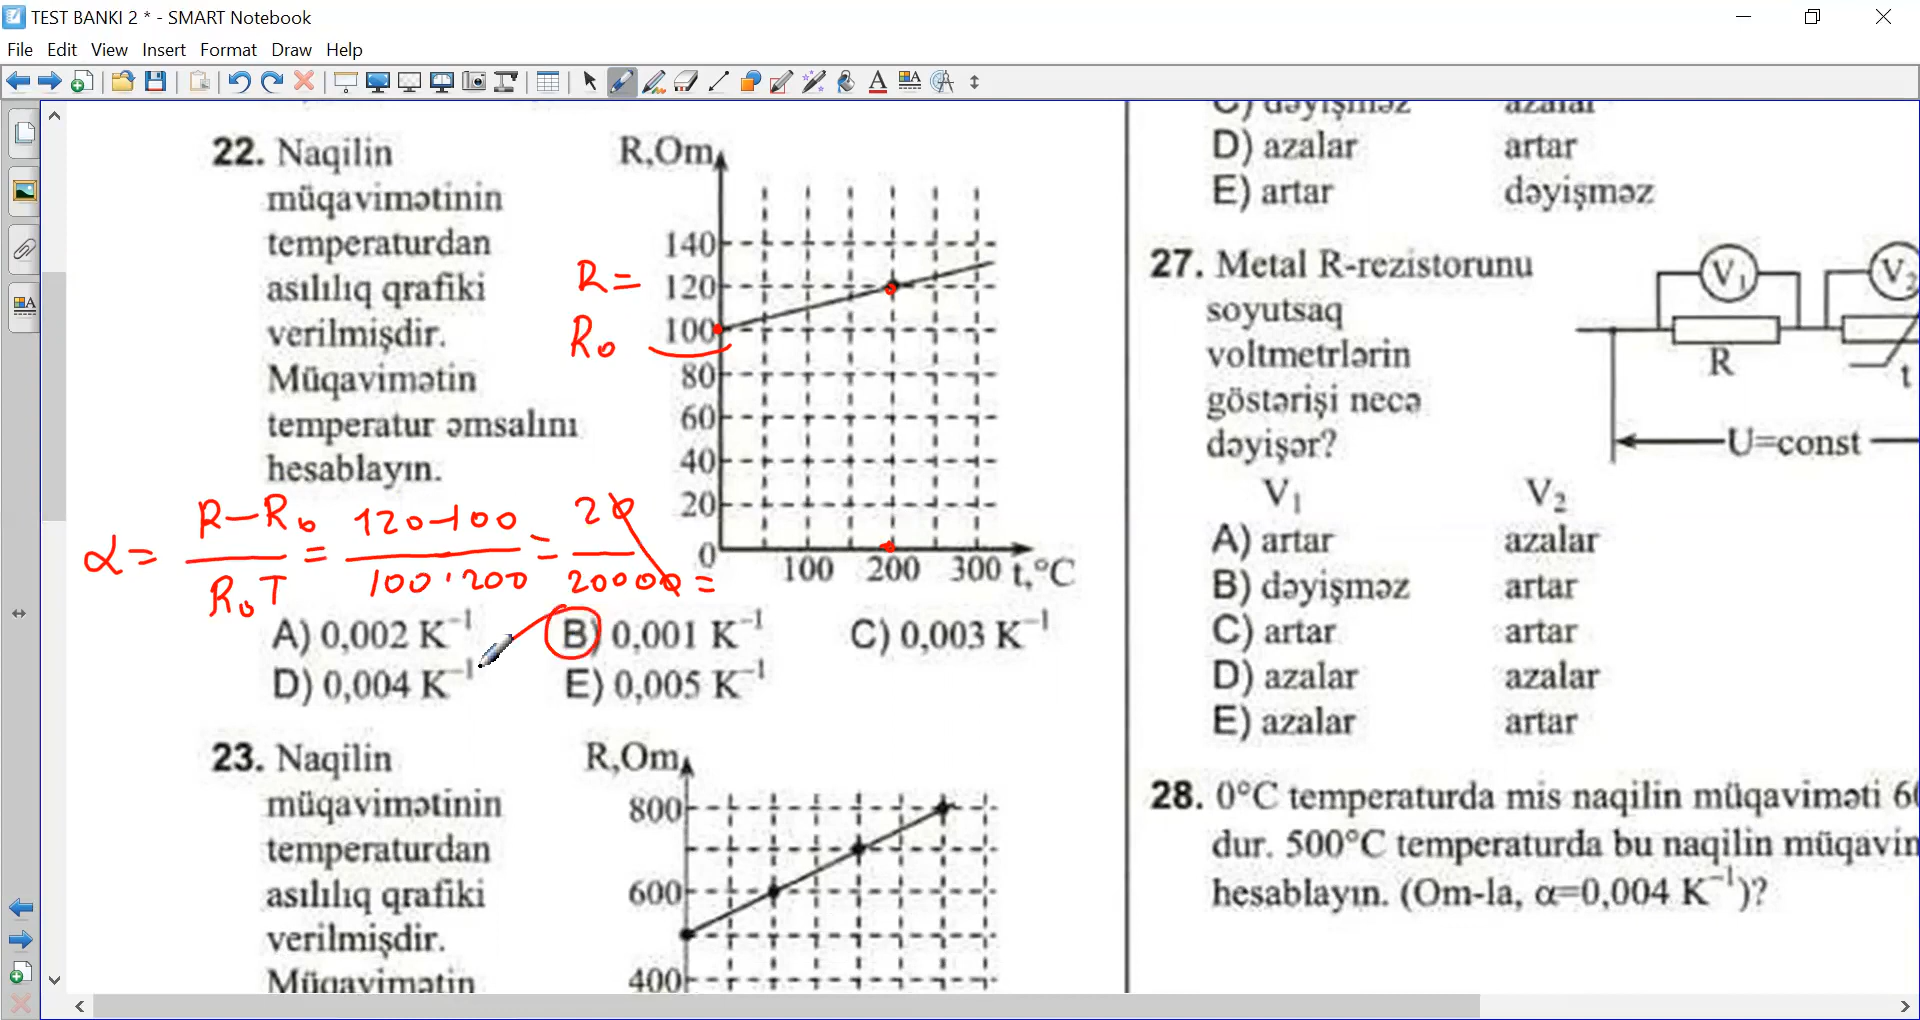 TEST BANKI 2 * - SMART Notebook
File Edit View Insert Format Draw Help
22. Naqilin
müqavimətinin
temperaturdan
asılılıq qrafiki
verilmişdir.
Müqavimətin
temperatur əmsalını
hesablayın.
R,Om
140
120
100
80
60
40
20
0
100 200 300 t,°C
R =
R₀
α = R – R₀ / R₀T = 120-100 / 100·200 = 20 / 20000 =
A) 0,002 K⁻¹ B) 0,001 K⁻¹ C) 0,003 K⁻¹
D) 0,004 K⁻¹ E) 0,005 K⁻¹
23. Naqilin
müqavimətinin
temperaturdan
asılılıq qrafiki
verilmişdir.
Müqavimətin
R,Om
800
600
400
C) dəyişməz azalar
D) azalar artar
E) artar dəyişməz
27. Metal R-rezistorunu
soyutsaq
voltmetrlərin
göstərişi necə
dəyişər?
V₁ V₂
R t
U=const
V₁ V₂
A) artar azalar
B) dəyişməz artar
C) artar artar
D) azalar azalar
E) azalar artar
28. 0°C temperaturda mis naqilin müqaviməti
dur. 500°C temperaturda bu naqilin
hesablayın. (Om-la, α=0,004 K⁻¹)?